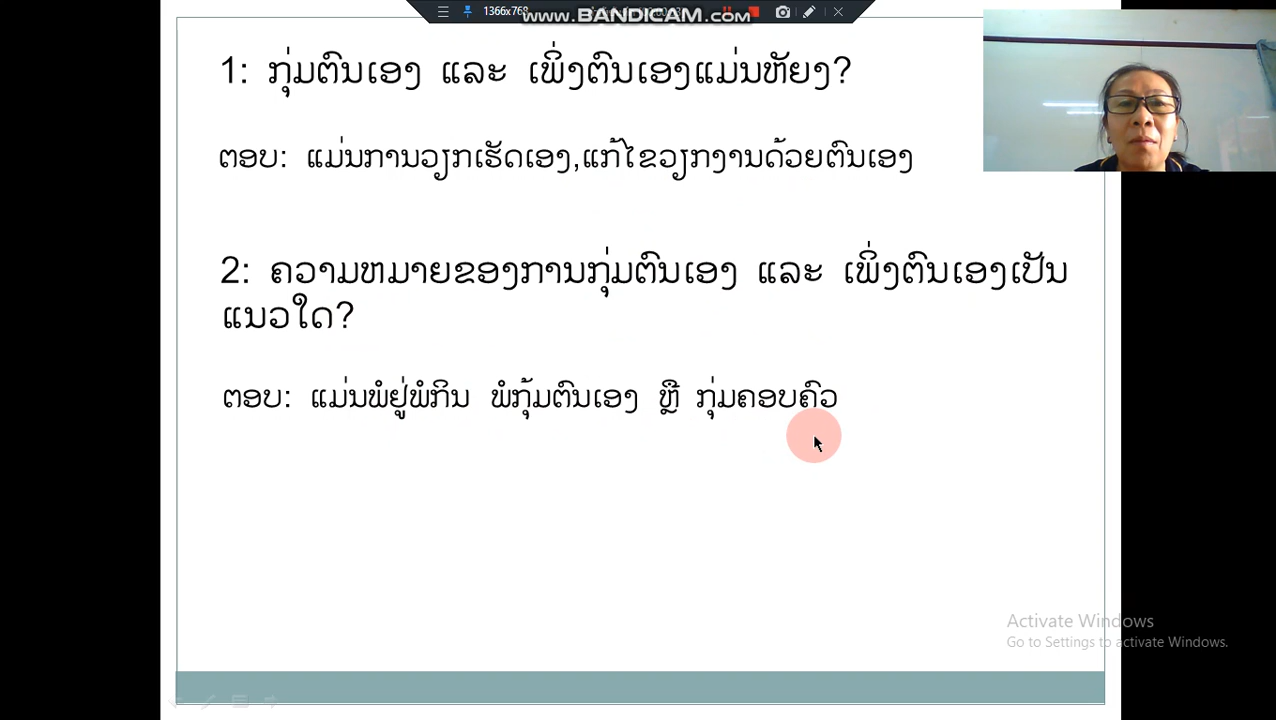 1366x768
www.BANDICAM.com
1: ກຸ່ມຕົນເອງ ແລະ ເພິ່ງຕົນເອງແມ່ນຫັຍງ?
ຕອບ: ແມ່ນການວຽກເຮັດເອງ,ແກ້ໄຂວຽກງານດ້ວຍຕົນເອງ
2: ຄວາມຫມາຍຂອງການກຸ່ມຕົນເອງ ແລະ ເພິ່ງຕົນເອງເປັນ
ແນວໃດ?
ຕອບ: ແມ່ນພໍຢູ່ພໍກິນ ພໍກຸ້ມຕົນເອງ ຫຼື ກຸ່ມຄອບຄົວ
Activate Windows
Go to Settings to activate Windows.